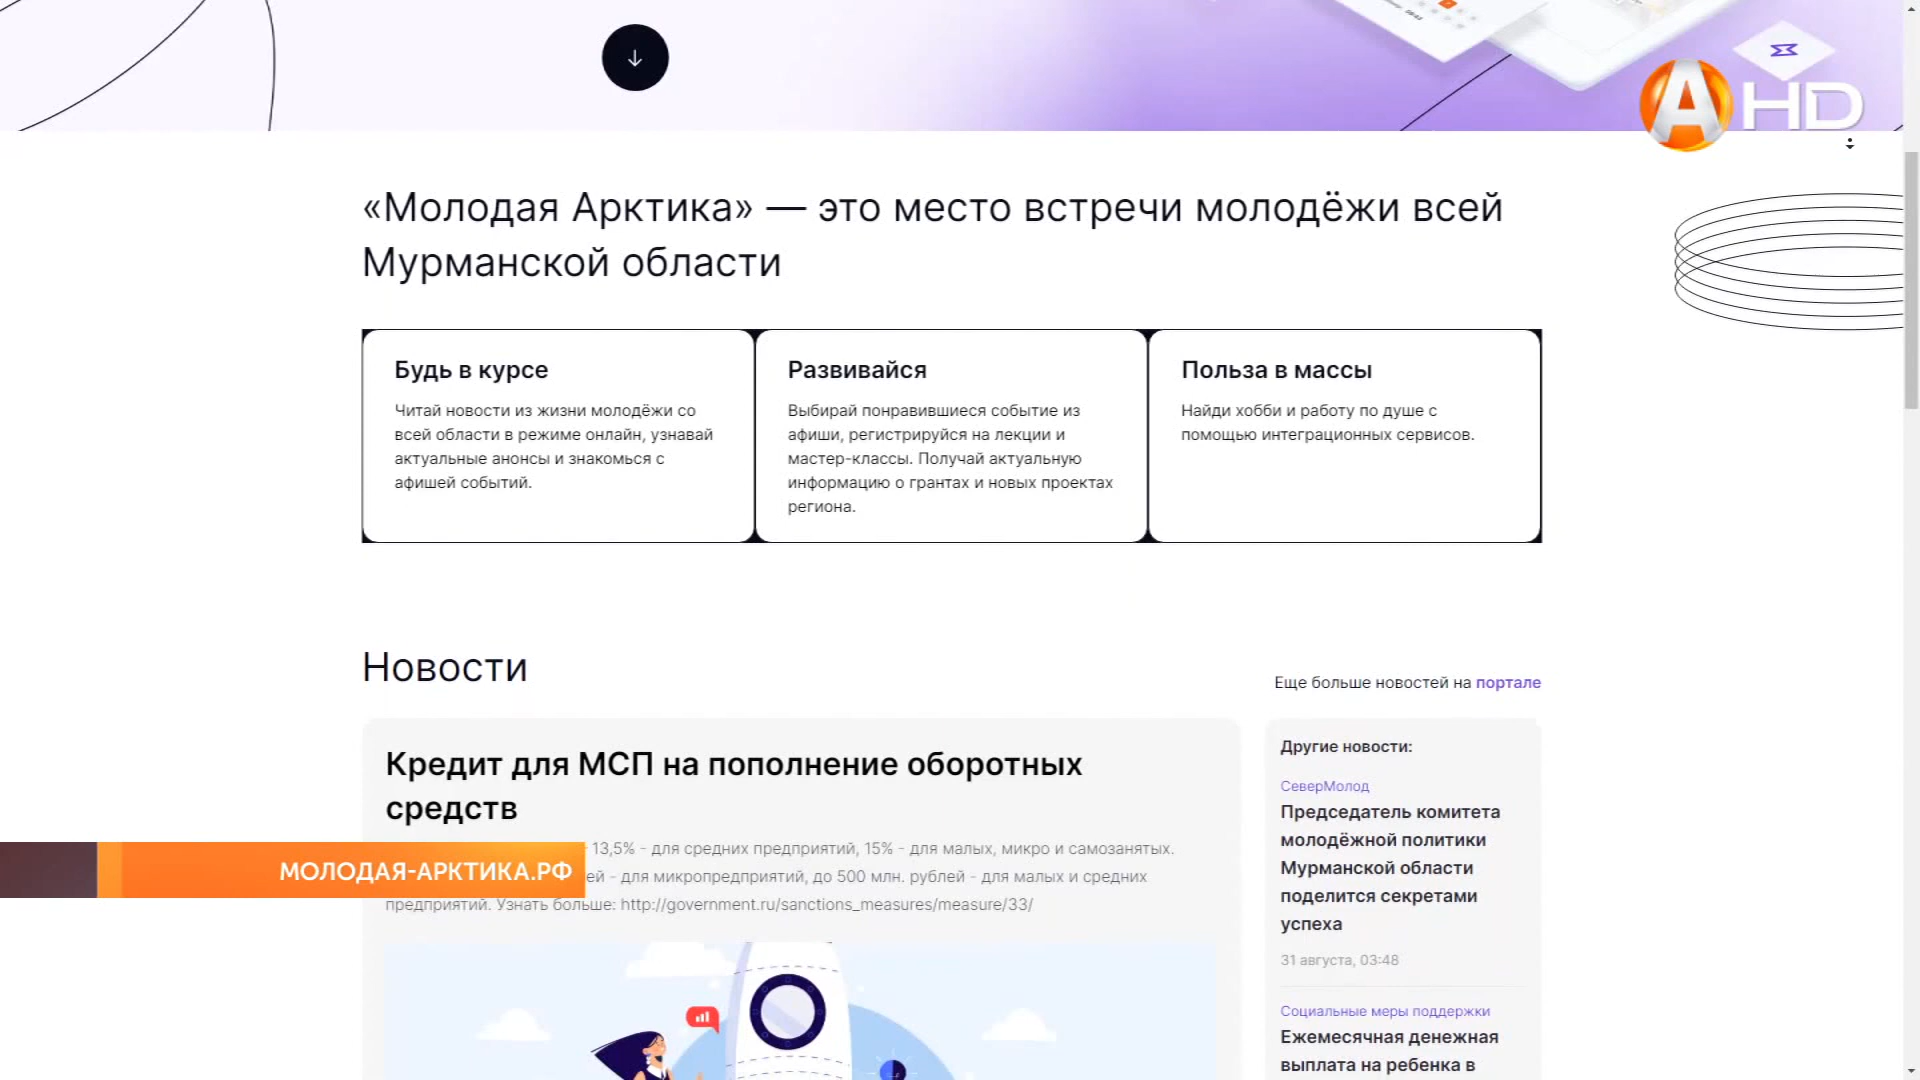 А HD
«Молодая Арктика» — это место встречи молодёжи всей
Мурманской области
Будь в курсе
Читай новости из жизни молодёжи со
всей области в режиме онлайн, узнавай
актуальные анонсы и знакомься с
афишей событий.
Развивайся
Выбирай понравившиеся событие из
афиши, регистрируйся на лекции и
мастер-классы. Получай актуальную
информацию о грантах и новых проектах
региона.
Польза в массы
Найди хобби и работу по душе с
помощью интеграционных сервисов.
Новости
Еще больше новостей на портале
Кредит для МСП на пополнение оборотных
средств
13,5% - для средних предприятий, 15% - для малых, микро и самозанятых.
ей - для микропредприятий, до 500 млн. рублей - для малых и средних
предприятий. Узнать больше: http://government.ru/sanctions_measures/measure/33/
МОЛОДАЯ-АРКТИКА.РФ
Другие новости:
СеверМолод
Председатель комитета
молодёжной политики
Мурманской области
поделится секретами
успеха
31 августа, 03:48
Социальные меры поддержки
Ежемесячная денежная
выплата на ребенка в